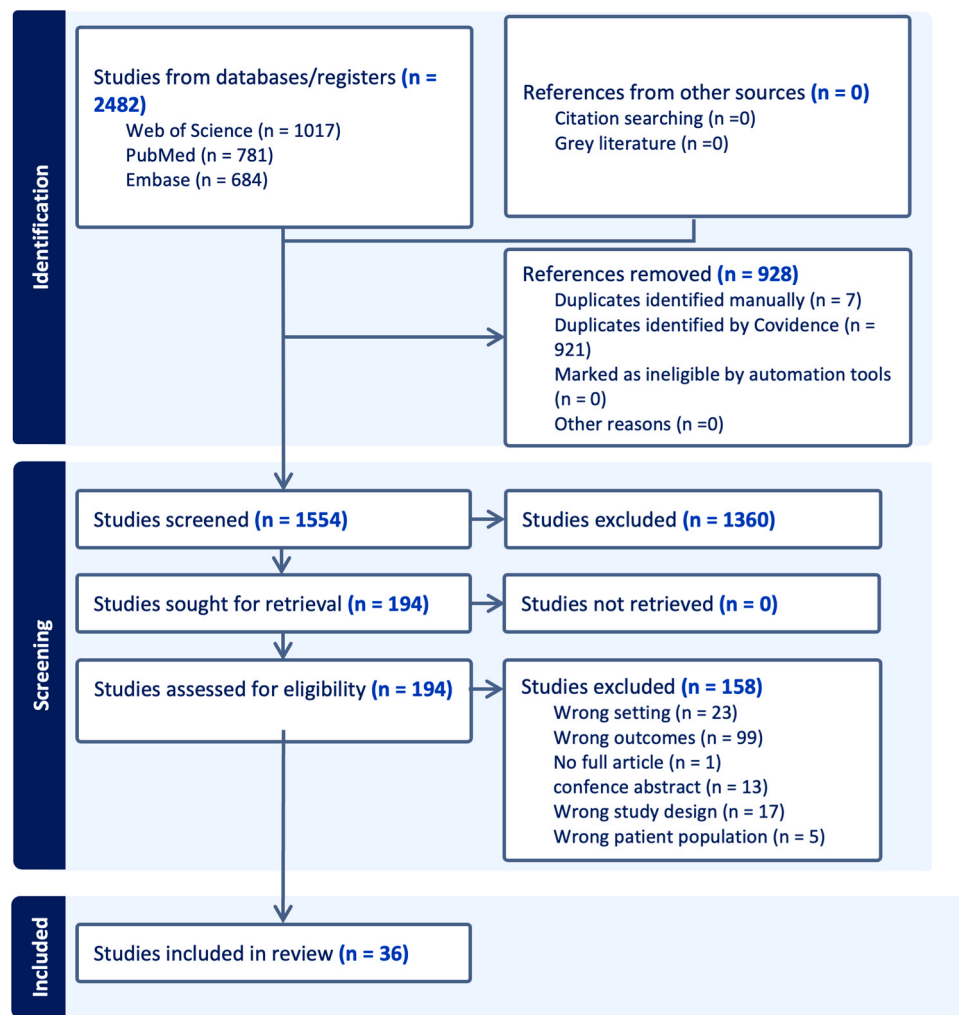 Identification
Studies from databases/registers (n =
2482)
Web of Science (n = 1017)
PubMed (n = 781)
Embase (n = 684)
References from other sources (n = 0)
Citation searching (n =0)
Grey literature (n =0)
References removed (n = 928)
Duplicates identified manually (n = 7)
Duplicates identified by Covidence (n =
921)
Marked as ineligible by automation tools
(n = 0)
Other reasons (n =0)
Screening
Studies screened (n = 1554)
Studies excluded (n = 1360)
Studies sought for retrieval (n = 194)
Studies not retrieved (n = 0)
Studies assessed for eligibility (n = 194)
Studies excluded (n = 158)
Wrong setting (n = 23)
Wrong outcomes (n = 99)
No full article (n = 1)
confence abstract (n = 13)
Wrong study design (n = 17)
Wrong patient population (n = 5)
Included
Studies included in review (n = 36)